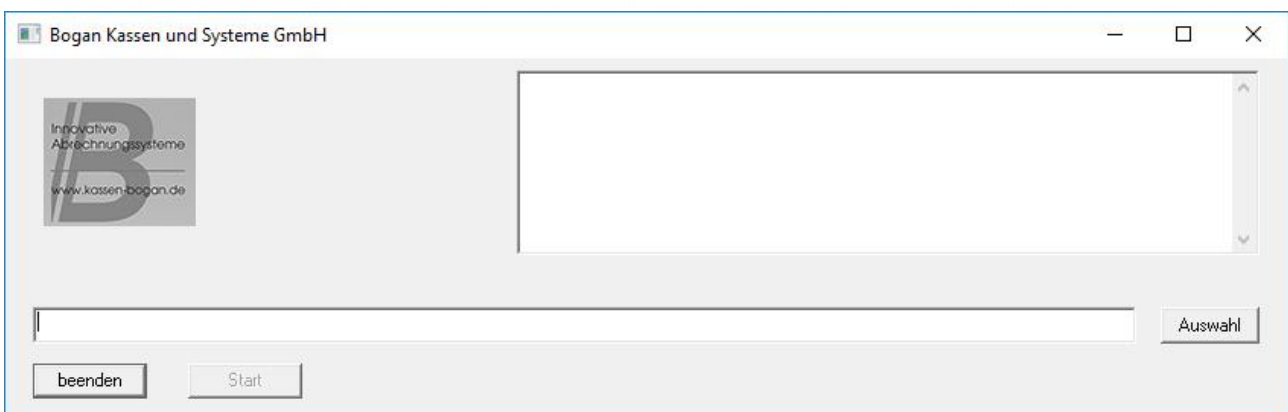 Bogan Kassen und Systeme GmbH
Innovative
Abrechnungssysteme
www.kassen-bogan.de
Auswahl
beenden
Start